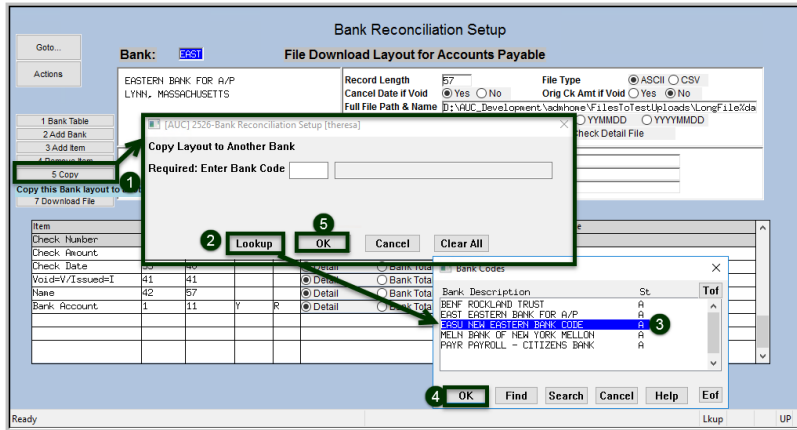 Bank Reconciliation Setup
Goto...
Bank: EAST File Download Layout for Accounts Payable
Actions
EASTERN BANK FOR A/P
LYNN, MASSACHUSETTS
Record Length 57 File Type ASCII CSV
Cancel Date if Void Yes No Orig Ck Amt if Void Yes No
Full File Path & Name D:\AUC_Development\admhome\FilesToTestUploads\LongFile%da
YYMMDD YYYYMMDD
Check Detail File
1 Bank Table
2 Add Bank
3 Add Item
4 Remove Item
5 Copy
1
Copy this Bank layout to
7 Download File
[AUC] 2526-Bank Reconciliation Setup [theresa]
Copy Layout to Another Bank
Required: Enter Bank Code
5
2 Lookup OK Cancel Clear All
Item
Check Number
Check Amount
Check Date Detail Bank Tota
Void=V/Issued=I 41 41 Detail Bank Tota
Name 42 57 Detail Bank Tota
Bank Account 1 11 Y R Detail Bank Tota
Bank Codes
Bank Description St Tof
BENF ROCKLAND TRUST A
EAST EASTERN BANK FOR A/P A
EASU NEW EASTERN BANK CODE A 3
MELN BANK OF NEW YORK MELLON A
PAYR PAYROLL - CITIZENS BANK A
4 OK Find Search Cancel Help Eof
Ready Lkup UP